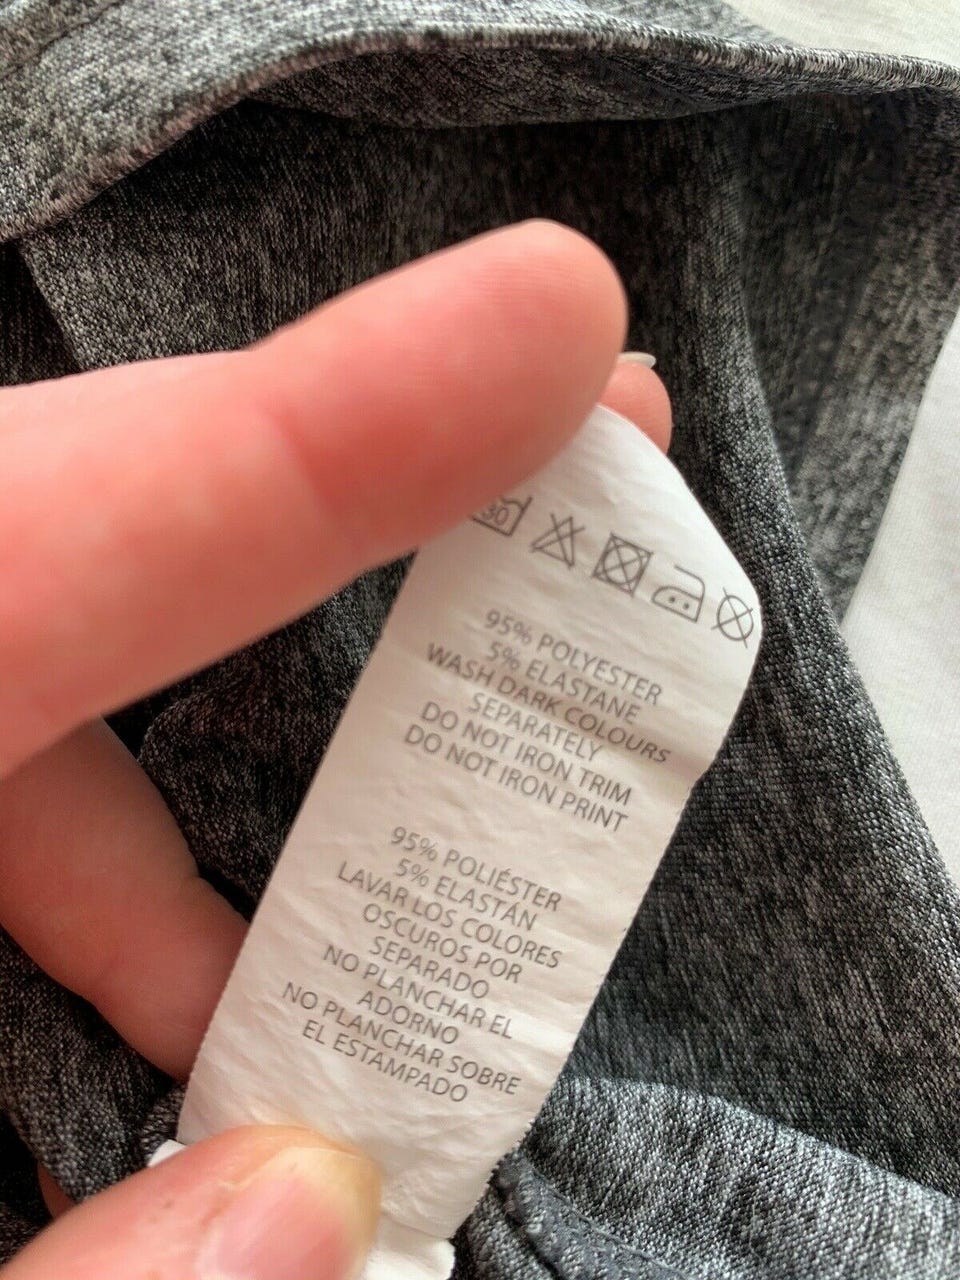 30
95% POLYESTER
5% ELASTANE
WASH DARK COLOURS
SEPARATELY
DO NOT IRON TRIM
DO NOT IRON PRINT
95% POLIÉSTER
5% ELASTÁN
LAVAR LOS COLORES
OSCUROS POR
SEPARADO
NO PLANCHAR EL
ADORNO
NO PLANCHAR SOBRE
EL ESTAMPADO